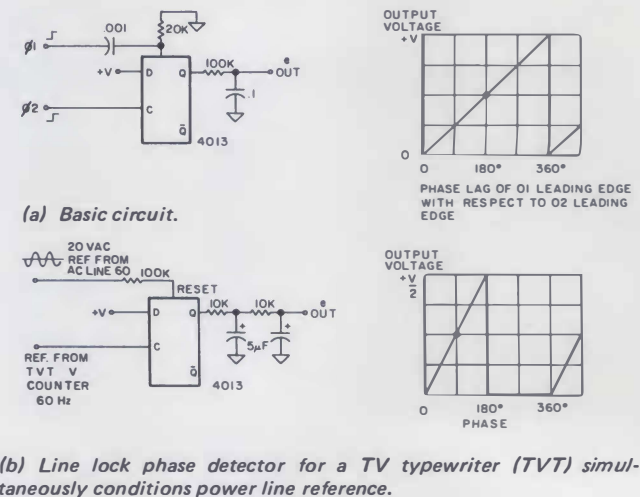 ø1
.001
20K
+V
D
Q
100K
e
OUT
ø2
C
.1
Q̅
4013
OUTPUT
VOLTAGE
+V
0
0
180°
360°
PHASE LAG OF O1 LEADING EDGE
WITH RESPECT TO O2 LEADING
EDGE
(a) Basic circuit.
20 VAC
REF FROM
AC LINE 60
100K
RESET
+V
D
Q
10K
10K
e
OUT
C
+
+
5µF
Q̅
4013
REF. FROM
TVT V
COUNTER
60 Hz
OUTPUT
VOLTAGE
+V
2
0
180°
360°
PHASE
(b) Line lock phase detector for a TV typewriter (TVT) simul-
taneously conditions power line reference.